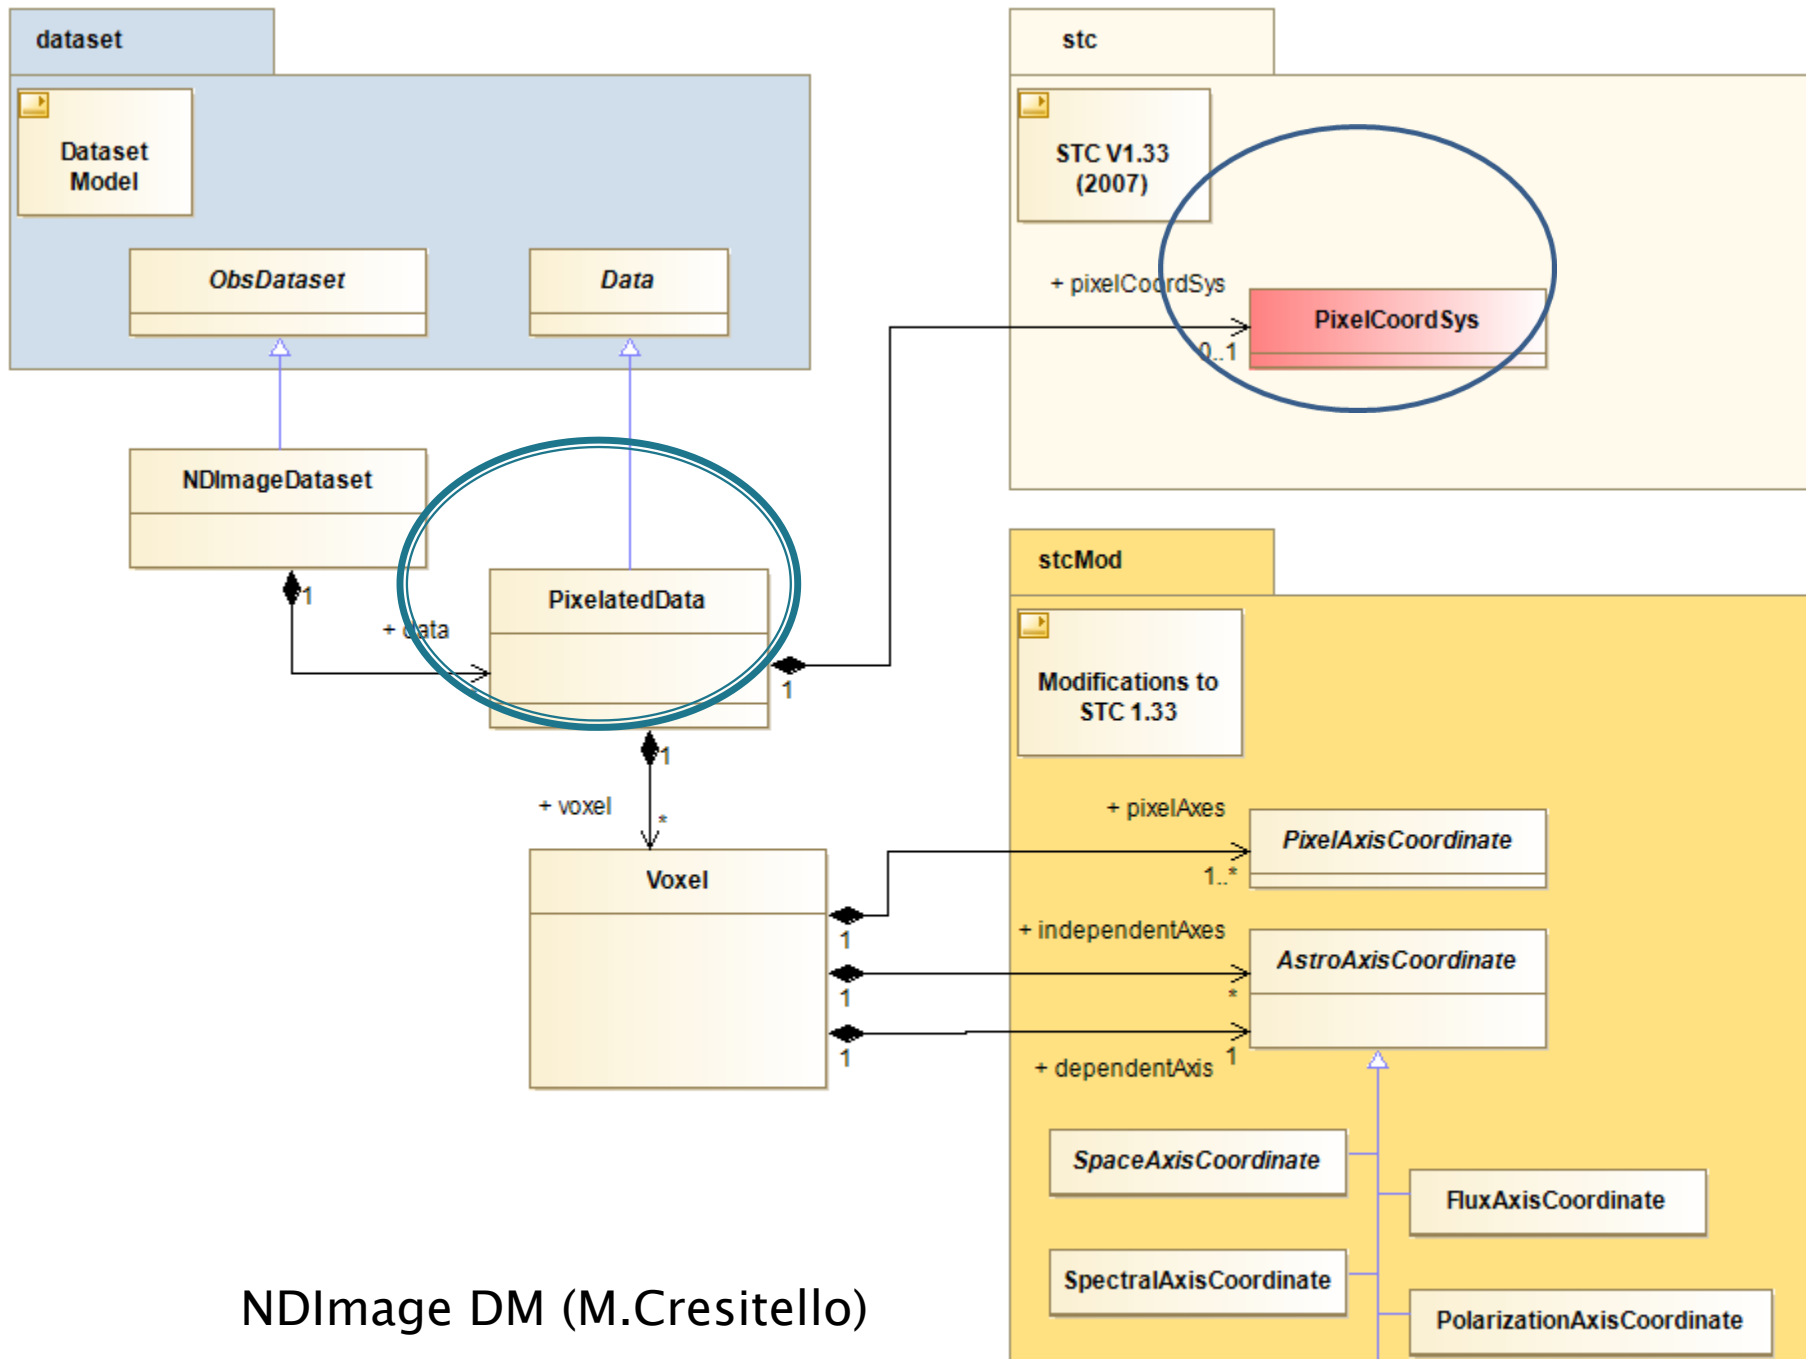 dataset
Dataset
Model
ObsDataset
Data
NDImageDataset
1
+ data
PixelatedData
1
1
+ voxel
*
Voxel
1
1
1
stc
STC V1.33
(2007)
+ pixelCoordSys
0..1
PixelCoordSys
stcMod
Modifications to
STC 1.33
+ pixelAxes
1..*
PixelAxisCoordinate
+ independentAxes
*
AstroAxisCoordinate
+ dependentAxis
1
SpaceAxisCoordinate
FluxAxisCoordinate
SpectralAxisCoordinate
PolarizationAxisCoordinate
NDImage DM (M.Cresitello)